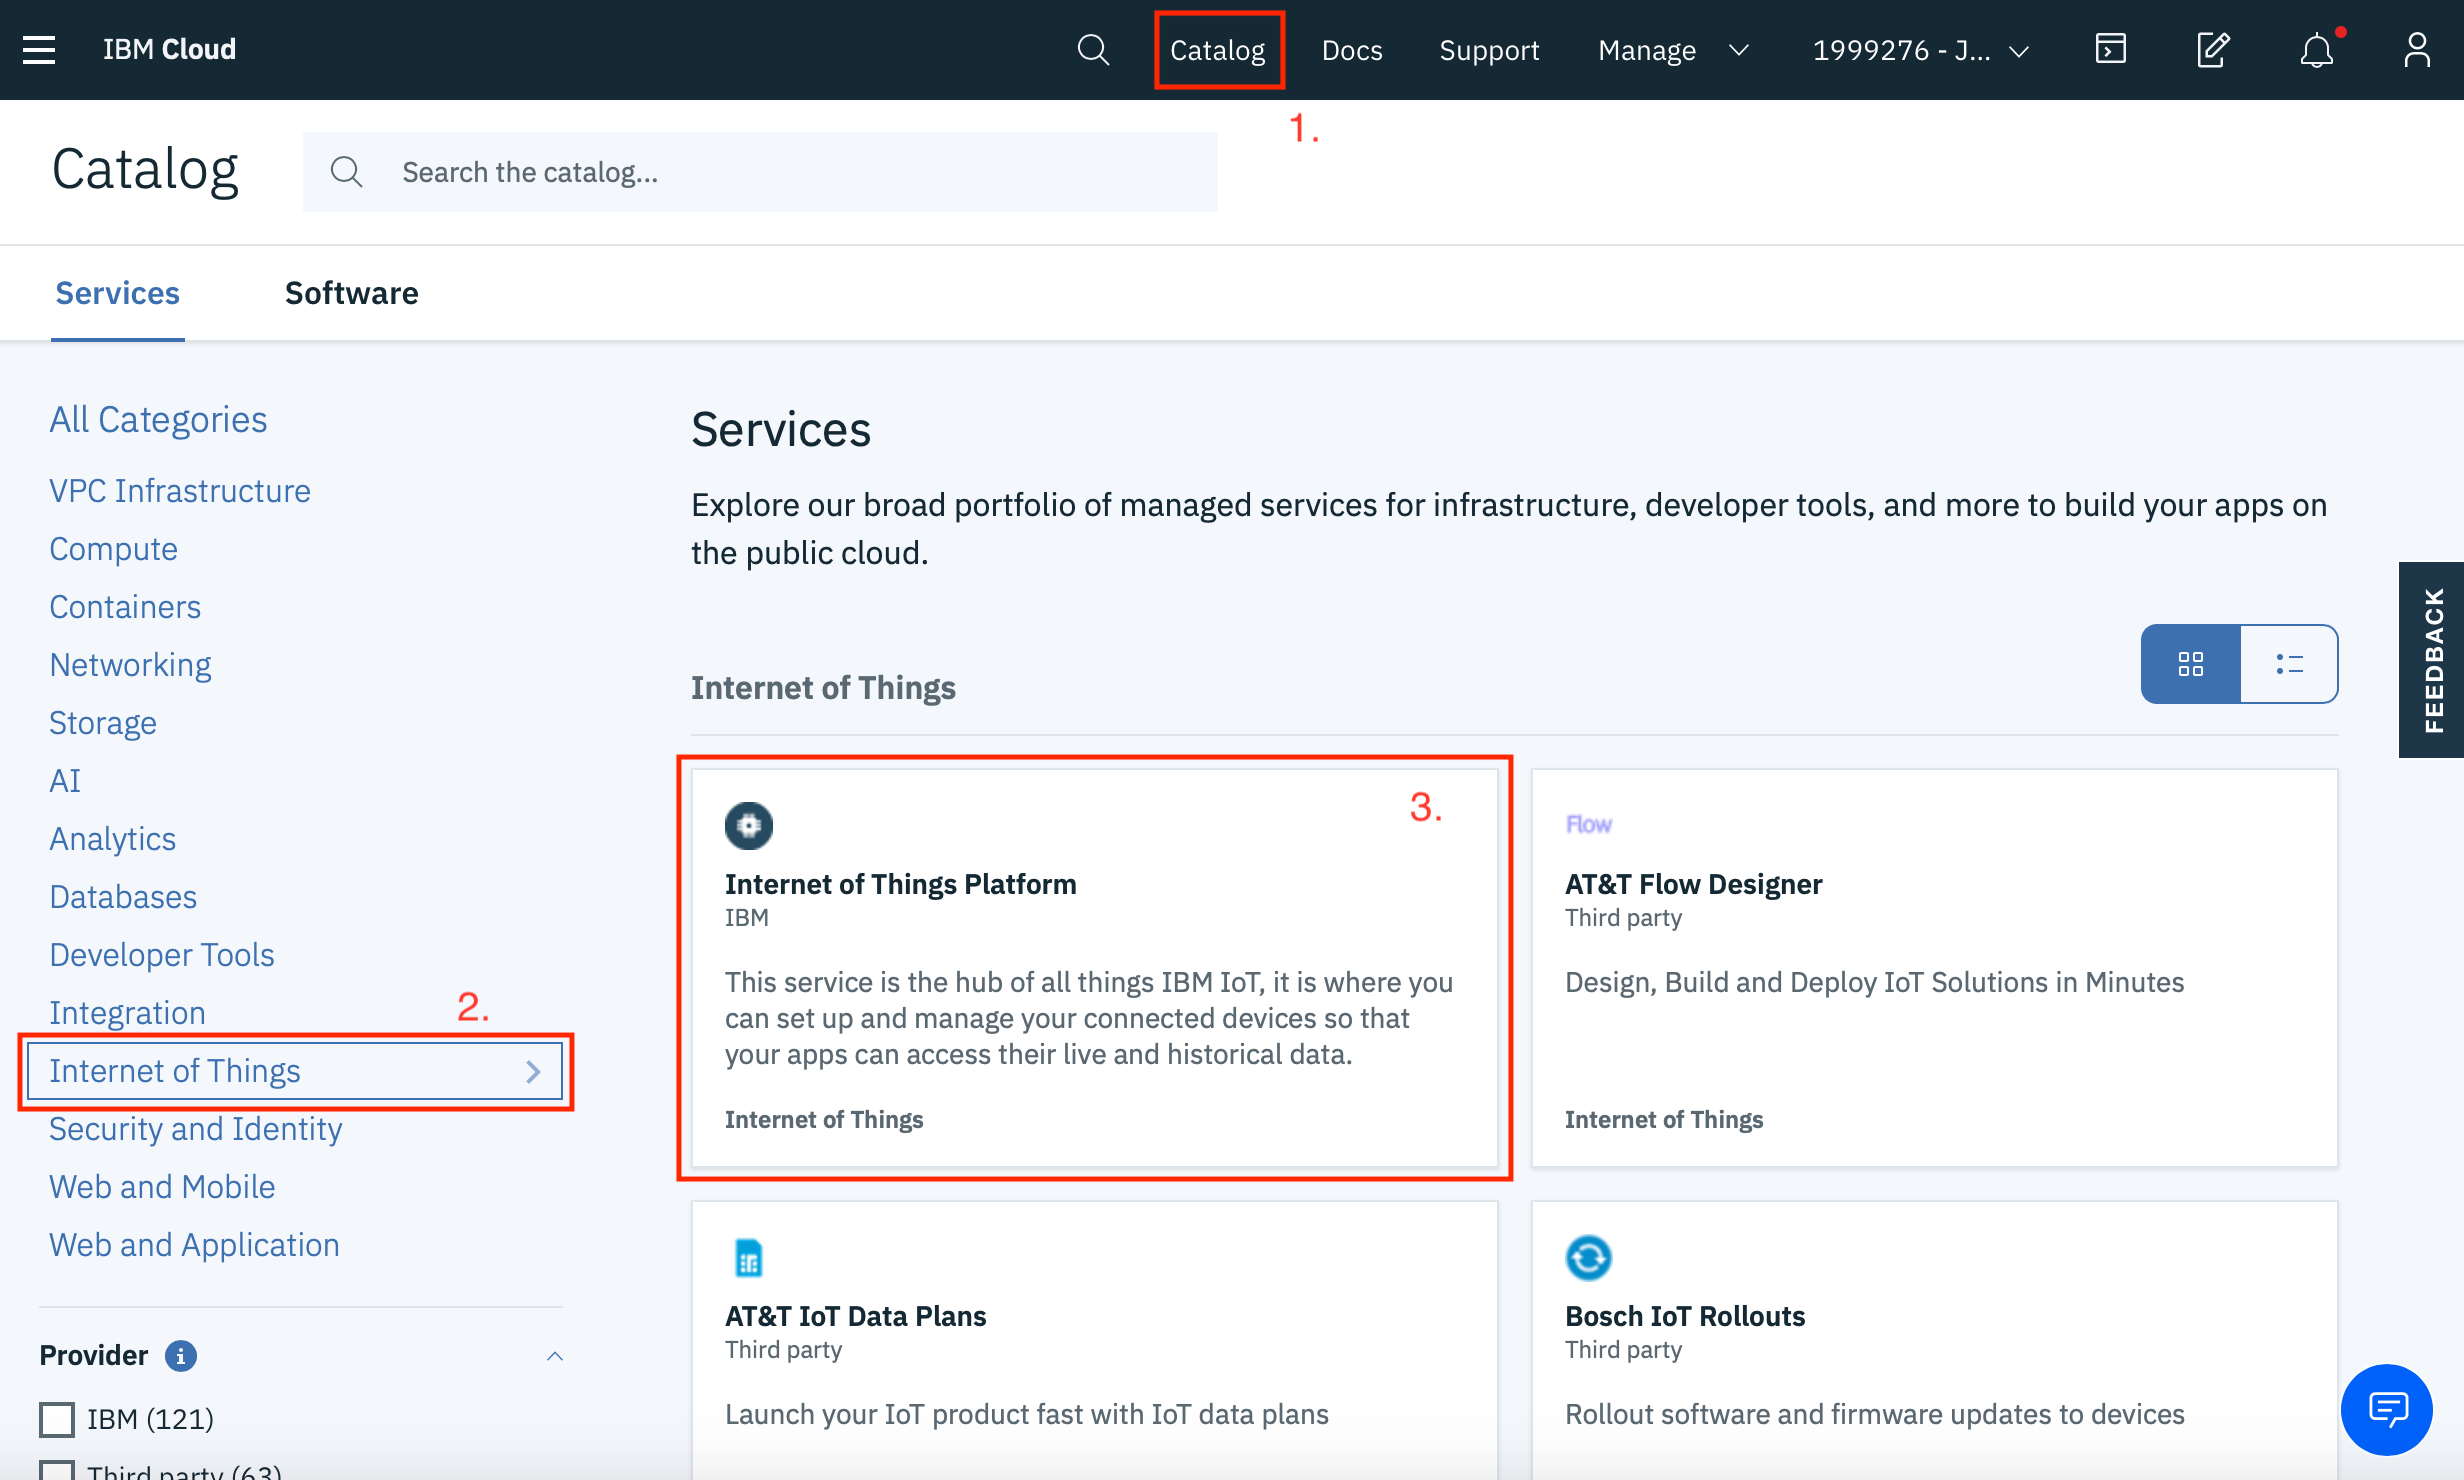 IBM Cloud
Catalog
Docs
Support
Manage
1999276 - J...
1.
Catalog
Search the catalog...
Services
Software
All Categories
VPC Infrastructure
Compute
Containers
Networking
Storage
AI
Analytics
Databases
Developer Tools
Integration
2.
Internet of Things
Security and Identity
Web and Mobile
Web and Application
Provider
IBM (121)
Third party (63)
Services
Explore our broad portfolio of managed services for infrastructure, developer tools, and more to build your apps on
the public cloud.
Internet of Things
3.
Internet of Things Platform
IBM
This service is the hub of all things IBM IoT, it is where you
can set up and manage your connected devices so that
your apps can access their live and historical data.
Internet of Things
Flow
AT&T Flow Designer
Third party
Design, Build and Deploy IoT Solutions in Minutes
Internet of Things
AT&T IoT Data Plans
Third party
Launch your IoT product fast with IoT data plans
Bosch IoT Rollouts
Third party
Rollout software and firmware updates to devices
FEEDBACK